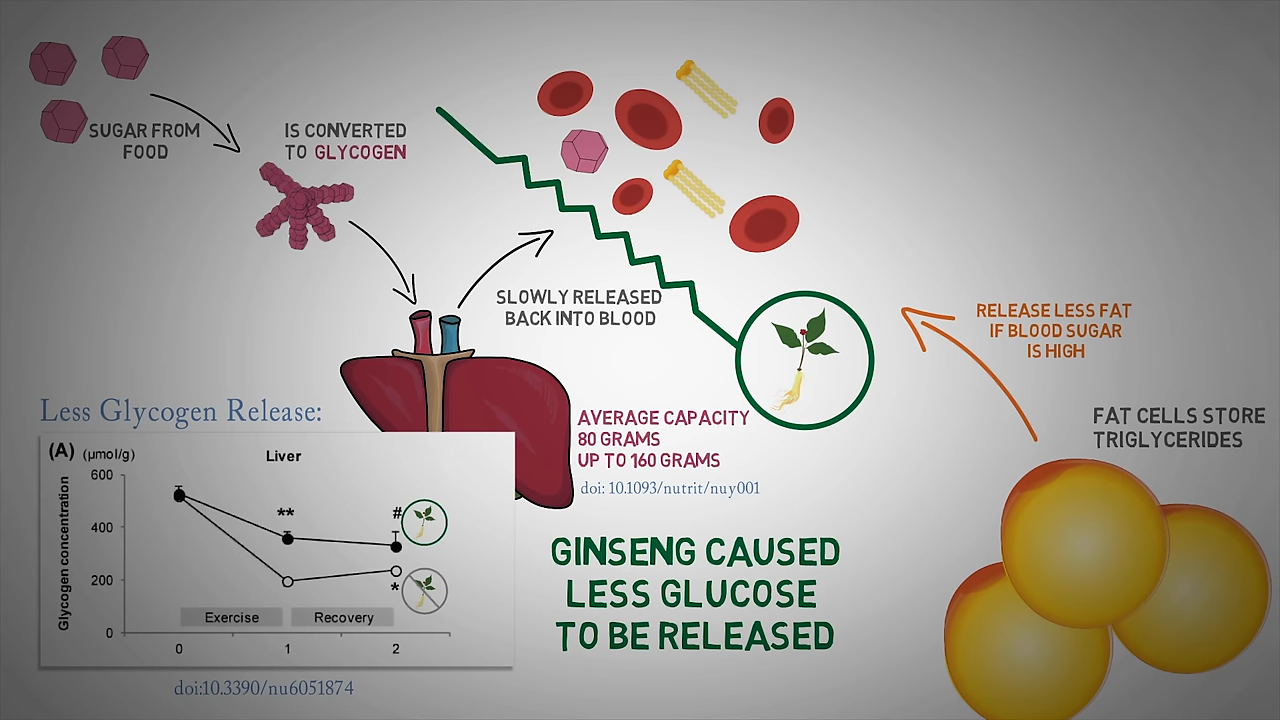 SUGAR FROM
FOOD
IS CONVERTED
TO GLYCOGEN
SLOWLY RELEASED
BACK INTO BLOOD
RELEASE LESS FAT
IF BLOOD SUGAR
IS HIGH
FAT CELLS STORE
TRIGLYCERIDES
AVERAGE CAPACITY
80 GRAMS
UP TO 160 GRAMS
doi: 10.1093/nutrit/nuy001
Less Glycogen Release:
(A) (µmol/g)
Liver
Glycogen concentration
600
400
200
0
**
#
*
Exercise
Recovery
0 1 2
doi:10.3390/nu6051874
GINSENG CAUSED
LESS GLUCOSE
TO BE RELEASED